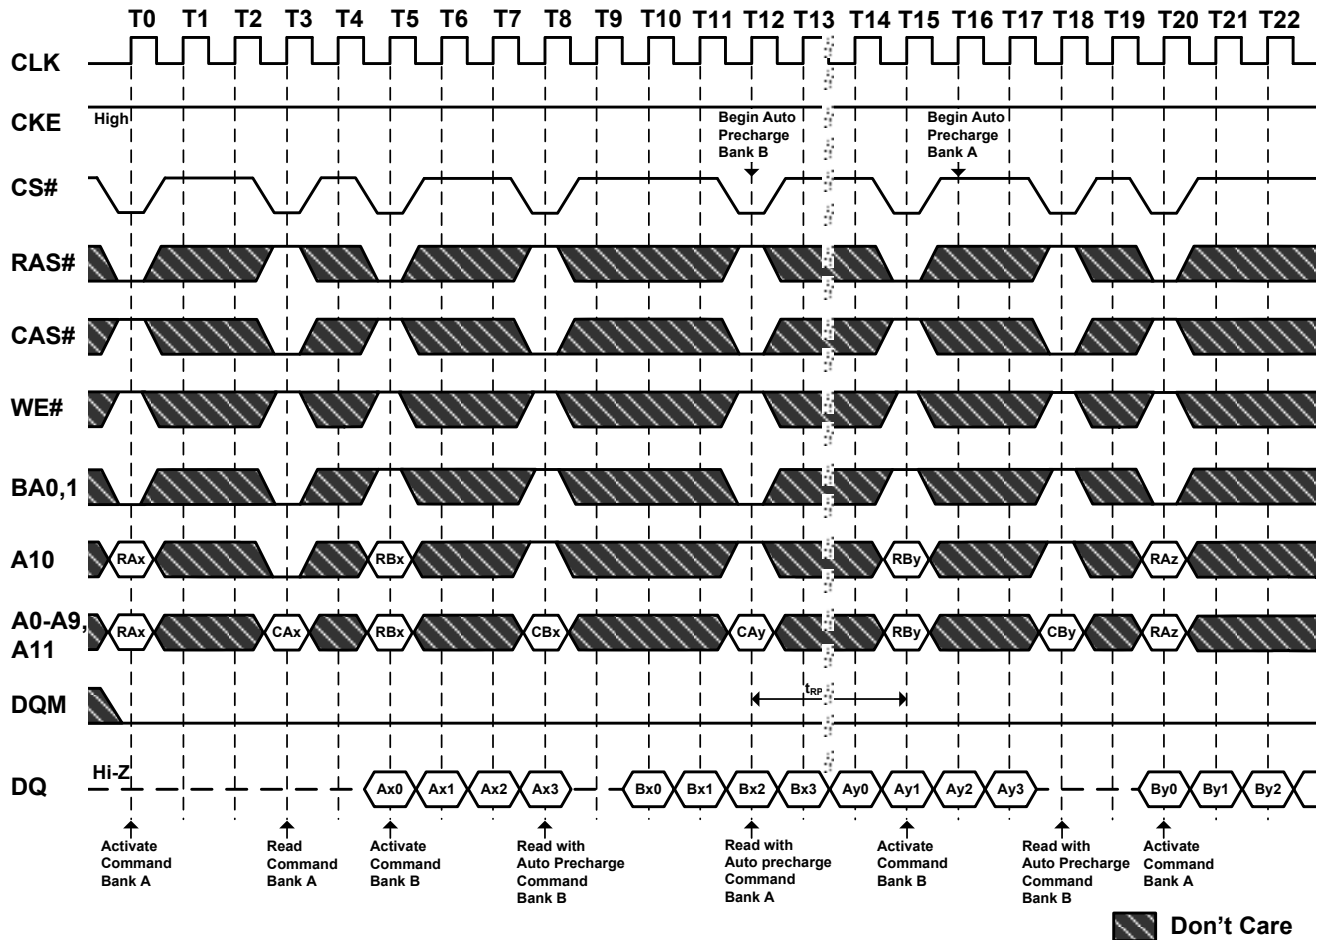 T0 T1 T2 T3 T4 T5 T6 T7 T8 T9 T10 T11 T12 T13 T14 T15 T16 T17 T18 T19 T20 T21 T22
CLK
CKE High
Begin Auto
Precharge
Bank B
Begin Auto
Precharge
Bank A
CS#
RAS#
CAS#
WE#
BA0,1
A10 RAx RBx RBy RAz
A0-A9,
A11
RAx CAx RBx CBx CAy RBy CBy RAz
DQM tRP
Hi-Z
DQ Ax0 Ax1 Ax2 Ax3 Bx0 Bx1 Bx2 Bx3 Ay0 Ay1 Ay2 Ay3 By0 By1 By2
Activate
Command
Bank A
Read
Command
Bank A
Activate
Command
Bank B
Read with
Auto Precharge
Command
Bank B
Read with
Auto precharge
Command
Bank A
Activate
Command
Bank B
Read with
Auto Precharge
Command
Bank B
Activate
Command
Bank A
Don't Care